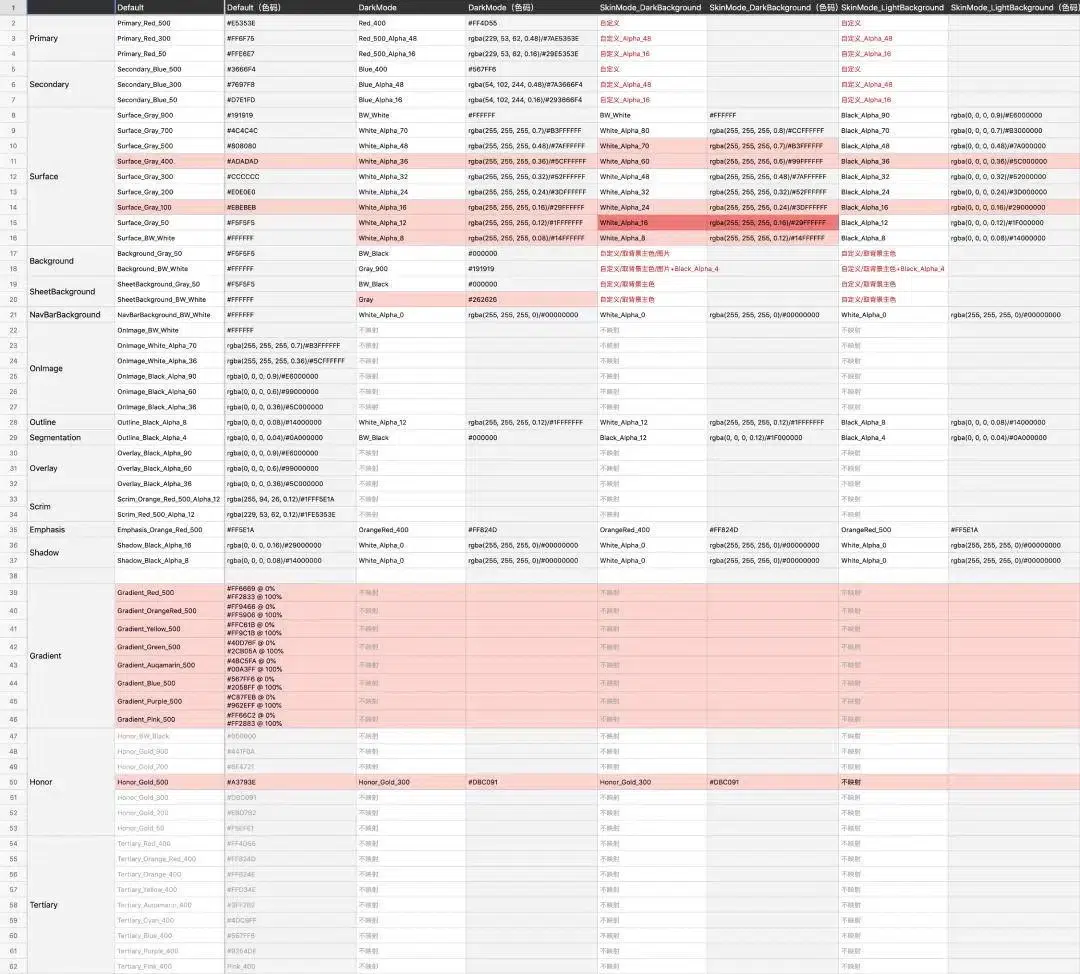 1 Default Default（色码） DarkMode DarkMode（色码） SkinMode_DarkBackground SkinMode_DarkBackground（色码） SkinMode_LightBackground SkinMode_LightBackground（色码）
2 Primary_Red_500 #E5353E Red_400 #FF4D55 自定义 自定义
3 Primary Primary_Red_300 #FF6F75 Red_500_Alpha_48 rgba(229, 53, 62, 0.48)/#7AE5353E 自定义_Alpha_48 自定义_Alpha_48
4 Primary_Red_50 #FFE6E7 Red_500_Alpha_16 rgba(229, 53, 82, 0.16)/#29E5353E 自定义_Alpha_16 自定义_Alpha_16
5 Secondary_Blue_500 #3666F4 Blue_400 #567FF6 自定义 自定义
6 Secondary Secondary_Blue_300 #7697F8 Blue_Alpha_48 rgba(54, 102, 244, 0.48)/#7A3666F4 自定义_Alpha_48 自定义_Alpha_48
7 Secondary_Blue_50 #D7E1FD Blue_Alpha_16 rgba(54, 102, 244, 0.16)/#293666F4 自定义_Alpha_16 自定义_Alpha_16
8 Surface_Gray_900 #191919 BW_White #FFFFFF BW_White #FFFFFF Black_Alpha_90 rgba(0, 0, 0, 0.9)/#E6000000
9 Surface_Gray_700 #4C4C4C White_Alpha_70 rgba(255, 255, 255, 0.7)/#B3FFFFFF White_Alpha_80 rgba(255, 255, 255, 0.8)/#CCFFFFFF Black_Alpha_70 rgba(0, 0, 0, 0.7)/#B3000000
10 Surface_Gray_500 #808080 White_Alpha_48 rgba(255, 255, 255, 0.48)/#7AFFFFFF White_Alpha_70 rgba(255, 255, 255, 0.7)/#B3FFFFFF Black_Alpha_48 rgba(0, 0, 0, 0.48)/#7A000000
11 Surface_Gray_400 #ADADAD White_Alpha_36 rgba(255, 255, 255, 0.36)/#5CFFFFFF White_Alpha_60 rgba(255, 255, 255, 0.6)/#99FFFFFF Black_Alpha_36 rgba(0, 0, 0, 0.36)/#5C000000
12 Surface Surface_Gray_300 #CCCCCC White_Alpha_32 rgba(255, 255, 255, 0.32)/#52FFFFFF White_Alpha_48 rgba(255, 255, 255, 0.48)/#7AFFFFFF Black_Alpha_32 rgba(0, 0, 0, 0.32)/#52000000
13 Surface_Gray_200 #E0E0E0 White_Alpha_24 rgba(255, 255, 255, 0.24)/#3DFFFFFF White_Alpha_32 rgba(255, 255, 255, 0.32)/#52FFFFFF Black_Alpha_24 rgba(0, 0, 0, 0.24)/#3D000000
14 Surface_Gray_100 #EBEBEB White_Alpha_16 rgba(255, 255, 255, 0.16)/#29FFFFFF White_Alpha_24 rgba(255, 255, 255, 0.24)/#3DFFFFFF Black_Alpha_16 rgba(0, 0, 0, 0.16)/#29000000
15 Surface_Gray_50 #F5F5F5 White_Alpha_12 rgba(255, 255, 255, 0.12)/#1FFFFFFF White_Alpha_16 rgba(255, 255, 255, 0.16)/#29FFFFFF Black_Alpha_12 rgba(0, 0, 0, 0.12)/#1F000000
16 Surface_BW_White #FFFFFF White_Alpha_8 rgba(255, 255, 255, 0.08)/#14FFFFFF White_Alpha_8 rgba(255, 255, 255, 0.12)/#14FFFFFF Black_Alpha_8 rgba(0, 0, 0, 0.08)/#14000000
17 Background Background_Gray_50 #F5F5F5 BW_Black #000000 自定义/取背景主色/图片 自定义/取背景主色
18 Background_BW_White #FFFFFF Gray_900 #191919 自定义/取背景主色/图片+Black_Alpha_4 自定义/取背景主色+Black_Alpha_4
19 SheetBackground SheetBackground_Gray_50 #F5F5F5 BW_Black #000000 自定义/取背景主色 自定义/取背景主色
20 SheetBackground_BW_White #FFFFFF Gray #262626 自定义/取背景主色 自定义/取背景主色
21 NavBarBackground NavBarBackground_BW_White #FFFFFF White_Alpha_0 rgba(255, 255, 255, 0)/#00000000 White_Alpha_0 rgba(255, 255, 255, 0)/#00000000 White_Alpha_0 rgba(255, 255, 255, 0)/#00000000
22 OnImage_BW_White #FFFFFF 不映射 不映射 不映射
23 OnImage_White_Alpha_70 rgba(255, 255, 255, 0.7)/#B3FFFFFF 不映射 不映射 不映射
24 OnImage OnImage_White_Alpha_36 rgba(255, 255, 255, 0.36)/#5CFFFFFF 不映射 不映射 不映射
25 OnImage_Black_Alpha_90 rgba(0, 0, 0, 0.9)/#E6000000 不映射 不映射 不映射
26 OnImage_Black_Alpha_60 rgba(0, 0, 0, 0.6)/#99000000 不映射 不映射 不映射
27 OnImage_Black_Alpha_36 rgba(0, 0, 0, 0.36)/#5C000000 不映射 不映射 不映射
28 Outline Outline_Black_Alpha_8 rgba(0, 0, 0, 0.08)/#14000000 White_Alpha_12 rgba(255, 255, 255, 0.12)/#1FFFFFFF White_Alpha_12 rgba(255, 255, 255, 0.12)/#1FFFFFFF Black_Alpha_8 rgba(0, 0, 0, 0.08)/#14000000
29 Segmentation Outline_Black_Alpha_4 rgba(0, 0, 0, 0.04)/#0A000000 BW_Black #000000 Black_Alpha_12 rgba(0, 0, 0, 0.12)/#1F000000 Black_Alpha_4 rgba(0, 0, 0, 0.04)/#0A000000
30 Overlay_Black_Alpha_90 rgba(0, 0, 0, 0.9)/#E6000000 不映射 不映射 不映射
31 Overlay Overlay_Black_Alpha_60 rgba(0, 0, 0, 0.6)/#99000000 不映射 不映射 不映射
32 Overlay_Black_Alpha_36 rgba(0, 0, 0, 0.36)/#5C000000 不映射 不映射 不映射
33 Scrim Scrim_Orange_Red_500_Alpha_12 rgba(255, 94, 26, 0.12)/#1FFF5E1A 不映射 不映射 不映射
34 Scrim_Red_500_Alpha_12 rgba(229, 53, 62, 0.12)/#1FE5353E 不映射 不映射 不映射
35 Emphasis Emphasis_Orange_Red_500 #FF5E1A OrangeRed_400 #FF824D OrangeRed_400 #FF824D OrangeRed_500 #FF5E1A
36 Shadow Shadow_Black_Alpha_16 rgba(0, 0, 0, 0.16)/#29000000 White_Alpha_0 rgba(255, 255, 255, 0)/#00000000 White_Alpha_0 rgba(255, 255, 255, 0)/#00000000 White_Alpha_0 rgba(255, 255, 255, 0)/#00000000
37 Shadow_Black_Alpha_8 rgba(0, 0, 0, 0.08)/#14000000 White_Alpha_0 rgba(255, 255, 255, 0)/#00000000 White_Alpha_0 rgba(255, 255, 255, 0)/#00000000 White_Alpha_0 rgba(255, 255, 255, 0)/#00000000
38
39 Gradient_Red_500 #FF6669 @ 0% 不映射 不映射 不映射
#FF2833 @ 100%
40 Gradient_OrangeRed_500 #FF9466 @ 0% 不映射 不映射 不映射
#FF5906 @ 100%
41 Gradient_Yellow_500 #FFC61B @ 0% 不映射 不映射 不映射
#FF9C1B @ 100%
42 Gradient Gradient_Green_500 #40D76F @ 0% 不映射 不映射 不映射
#2CB05A @ 100%
43 Gradient_Auqamarin_500 #4BC5FA @ 0% 不映射 不映射 不映射
#00A3FF @ 100%
44 Gradient_Blue_500 #567FF6 @ 0% 不映射 不映射 不映射
#2058FF @ 100%
45 Gradient_Purple_500 #C87FEB @ 0% 不映射 不映射 不映射
#962EFF @ 100%
46 Gradient_Pink_500 #FF66C2 @ 0% 不映射 不映射 不映射
#FF2883 @ 100%
47 Honor_BW_Black #000000 不映射 不映射 不映射
48 Honor_Gold_900 #441F0A 不映射 不映射 不映射
49 Honor_Gold_700 不映射 不映射 不映射
50 Honor Honor_Gold_500 #A3793E Honor_Gold_300 #DBC091 Honor_Gold_300 #DBC091 不映射
51 Honor_Gold_300 #DBC091 不映射 不映射 不映射
52 Honor_Gold_200 不映射 不映射 不映射
53 Honor_Gold_50 不映射 不映射 不映射
54 Tertiary_Red_400 #FF4D55 不映射 不映射 不映射
55 Tertiary_Orange_Red_400 #FF824D 不映射 不映射 不映射
56 Tertiary_Orange_400 不映射 不映射 不映射
57 Tertiary_Yellow_400 #FFD34E 不映射 不映射 不映射
58 Tertiary Tertiary_Auqamann_400 不映射 不映射 不映射
59 Tertiary_Cyan_400 不映射 不映射 不映射
60 Tertiary_Blue_400 #567FF6 不映射 不映射 不映射
61 Tertiary_Purple_400 不映射 不映射 不映射
62 Tertiary_Pink_400 Pink_400 不映射 不映射 不映射